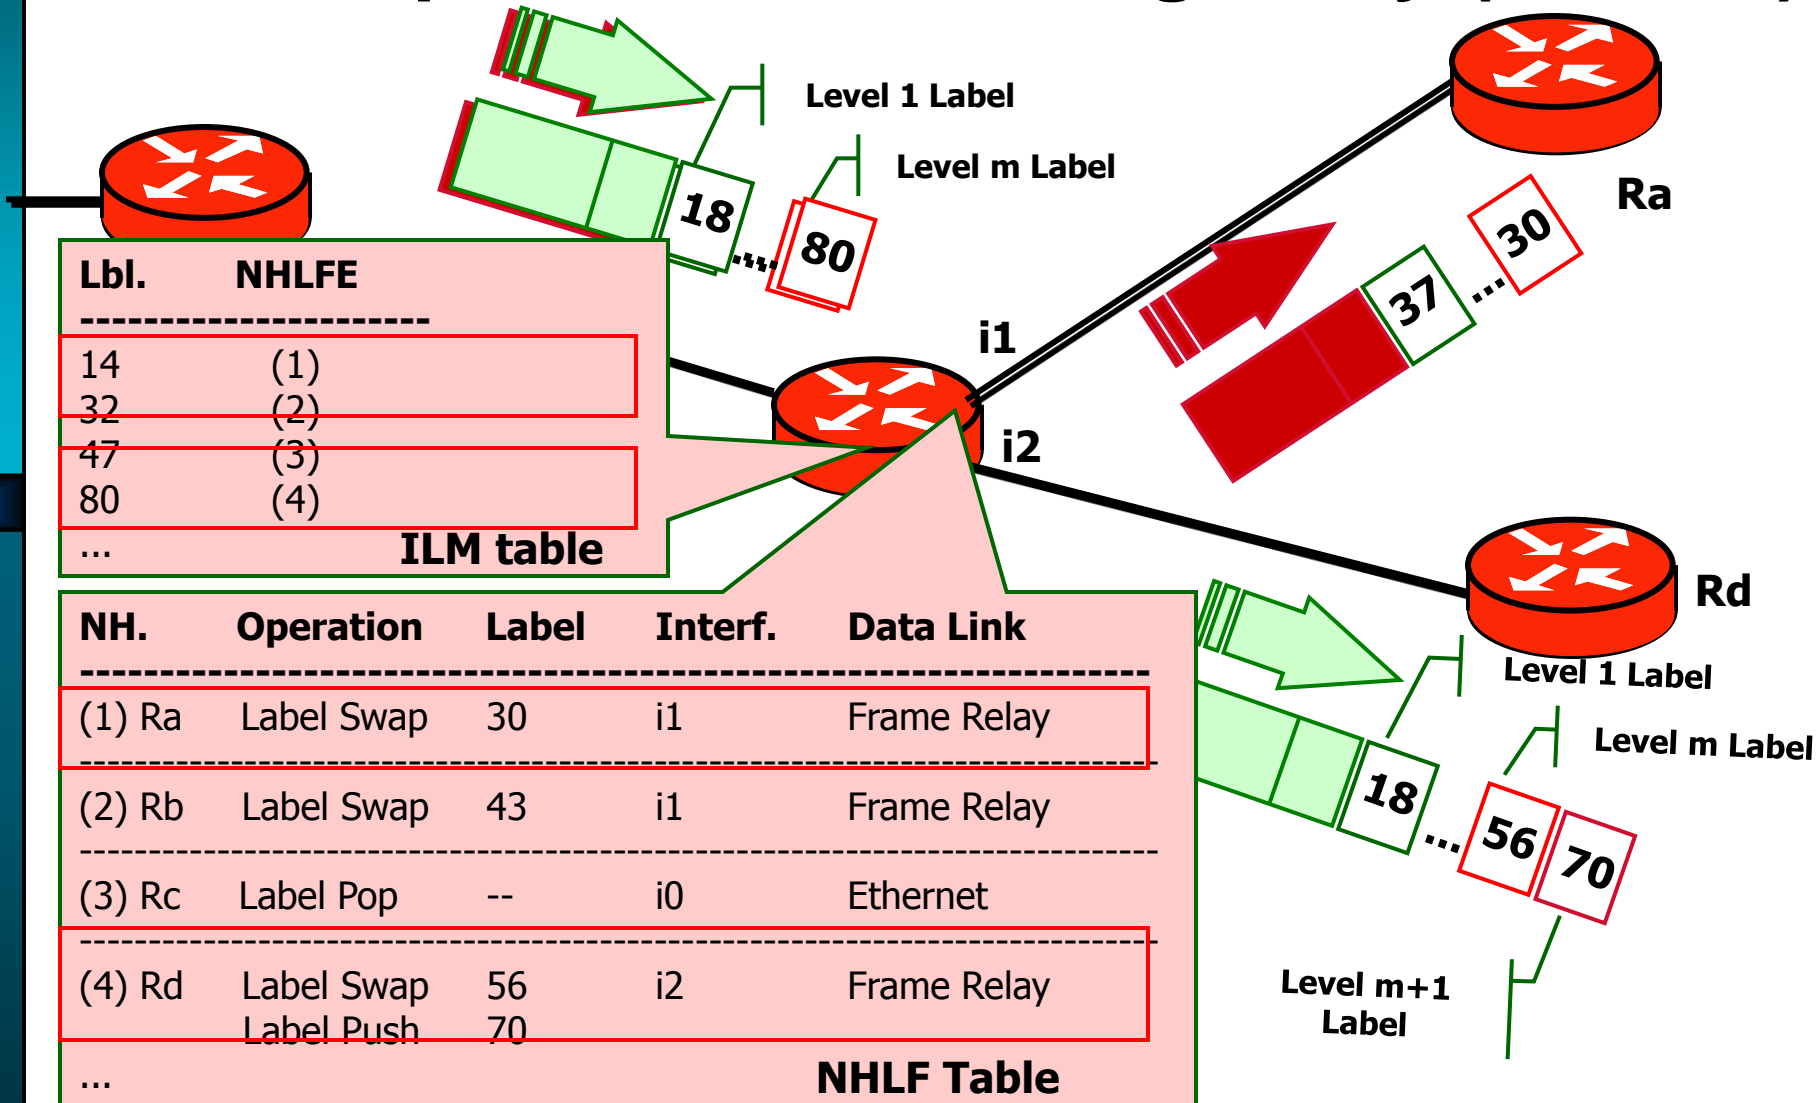 Level 1 Label
Level m Label
18
....
80
Ra
30
...
37
i1
i2
Rd
Lbl. NHLFE
----------------------
14 (1)
32 (2)
47 (3)
80 (4)
...
ILM table
NH. Operation Label Interf. Data Link
-------------------------------------------------------------------
(1) Ra Label Swap 30 i1 Frame Relay
-------------------------------------------------------------------
(2) Rb Label Swap 43 i1 Frame Relay
-------------------------------------------------------------------
(3) Rc Label Pop -- i0 Ethernet
-------------------------------------------------------------------
(4) Rd Label Swap 56 i2 Frame Relay
Label Push 70
...
NHLF Table
Level 1 Label
Level m Label
18
...
56
70
Level m+1
Label